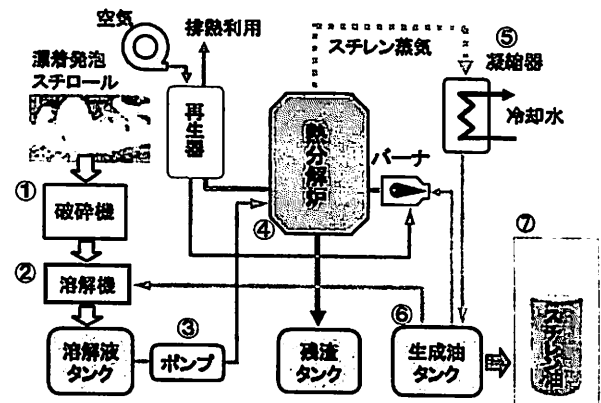 空気
排熱利用
漂着発泡
スチロール
スチレン蒸気
⑤
凝縮器
冷却水
再生器
熱分解炉
バーナ
①
破砕機
④
⑦
②
溶解機
③
⑥
溶解液
タンク
ポンプ
残渣
タンク
生成油
タンク
スチレン油